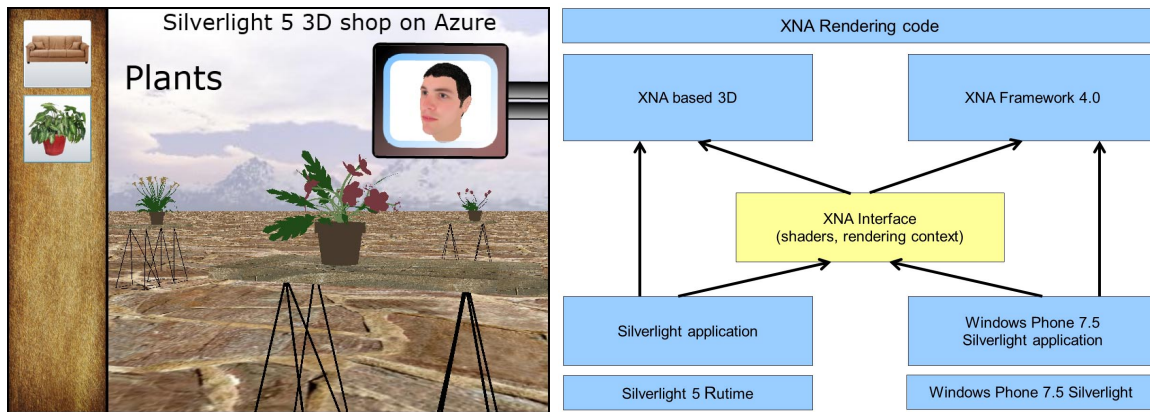 Silverlight 5 3D shop on Azure
Plants
XNA Rendering code
XNA based 3D
XNA Framework 4.0
XNA Interface
(shaders, rendering context)
Silverlight application
Windows Phone 7.5
Silverlight application
Silverlight 5 Rutime
Windows Phone 7.5 Silverlight